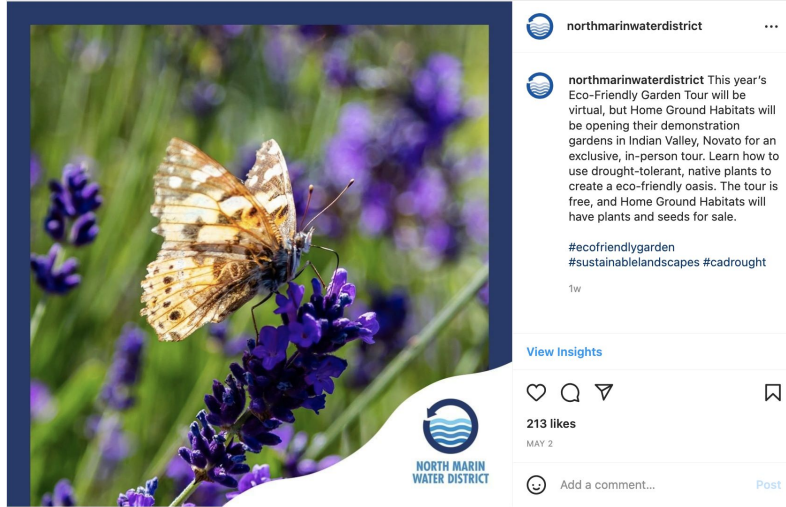 northmarinwaterdistrict
northmarinwaterdistrict This year's
Eco-Friendly Garden Tour will be
virtual, but Home Ground Habitats will
be opening their demonstration
gardens in Indian Valley, Novato for an
exclusive, in-person tour. Learn how to
use drought-tolerant, native plants to
create a eco-friendly oasis. The tour is
free, and Home Ground Habitats will
have plants and seeds for sale.
#ecofriendlygarden
#sustainablelandscapes #cadrought
1w
View Insights
213 likes
MAY 2
Add a comment...
Post
NORTH MARIN
WATER DISTRICT